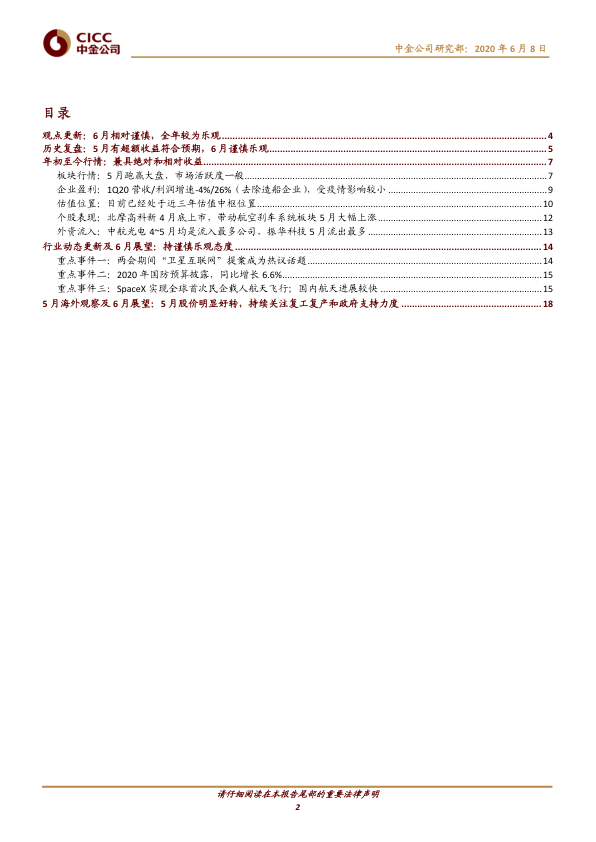 CICC
中金公司
中金公司研究部：2020 年 6 月 8 日
目录
观点更新：6 月相对谨慎，全年较为乐观 4
历史复盘：5 月有超额收益符合预期，6 月谨慎乐观 5
年初至今行情：兼具绝对和相对收益 7
板块行情：5 月跑赢大盘，市场活跃度一般 7
企业盈利：1Q20 营收/利润增速-4%/26%（去除造船企业），受疫情影响较小 9
估值位置：目前已经处于近三年估值中枢位置 10
个股表现：北摩高科新 4 月底上市，带动航空刹车系统板块 5 月大幅上涨 12
外资流入：中航光电 4~5 月均是流入最多公司、振华科技 5 月流出最多 13
行业动态更新及 6 月展望：持谨慎乐观态度 14
重点事件一：两会期间“卫星互联网”提案成为热议话题 14
重点事件二：2020 年国防预算披露，同比增长 6.6% 15
重点事件三：SpaceX 实现全球首次民企载人航天飞行；国内航天进展较快 15
5 月海外观察及 6 月展望：5 月股价明显好转，持续关注复工复产和政府支持力度 18
请仔细阅读在本报告尾部的重要法律声明
2